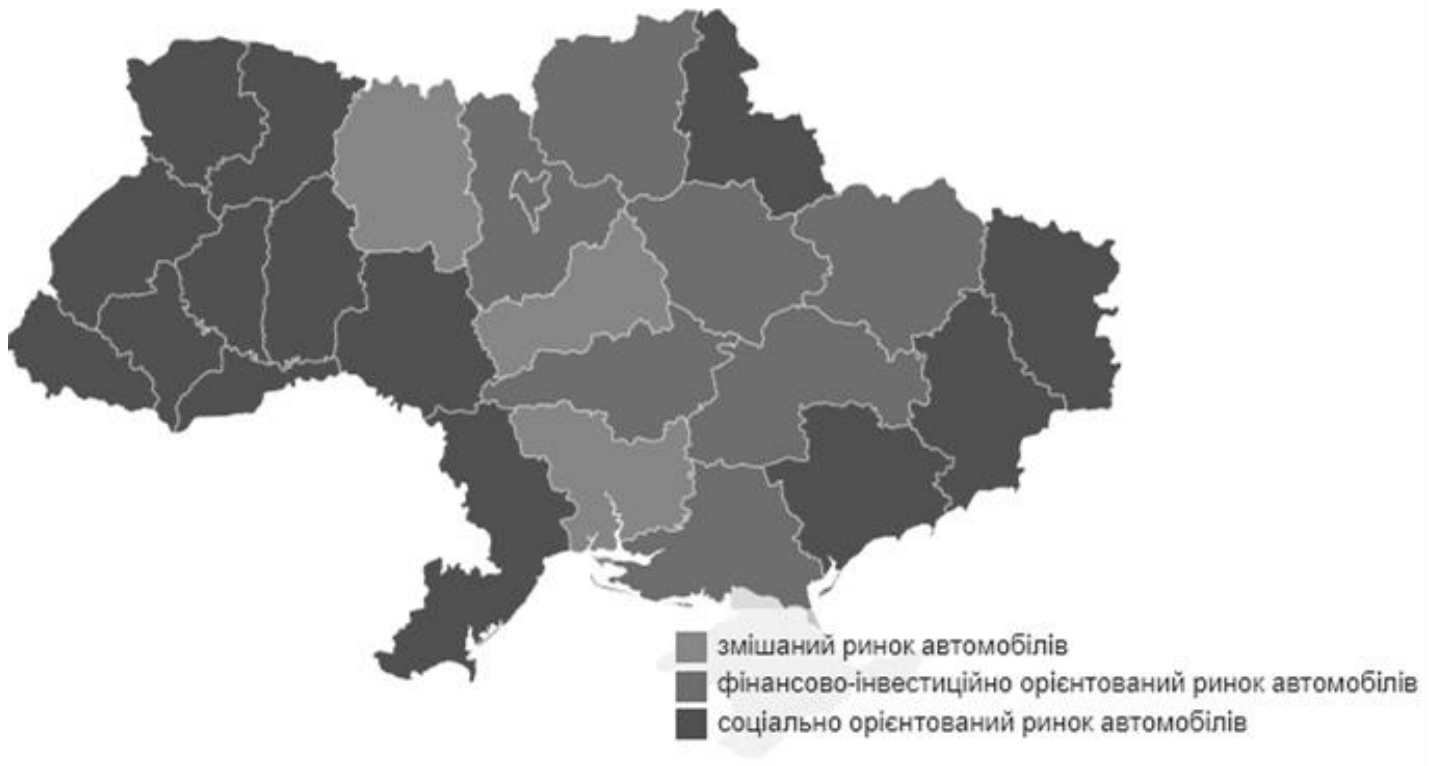 змішаний ринок автомобілів
фінансово-інвестиційно орієнтований ринок автомобілів
соціально орієнтований ринок автомобілів